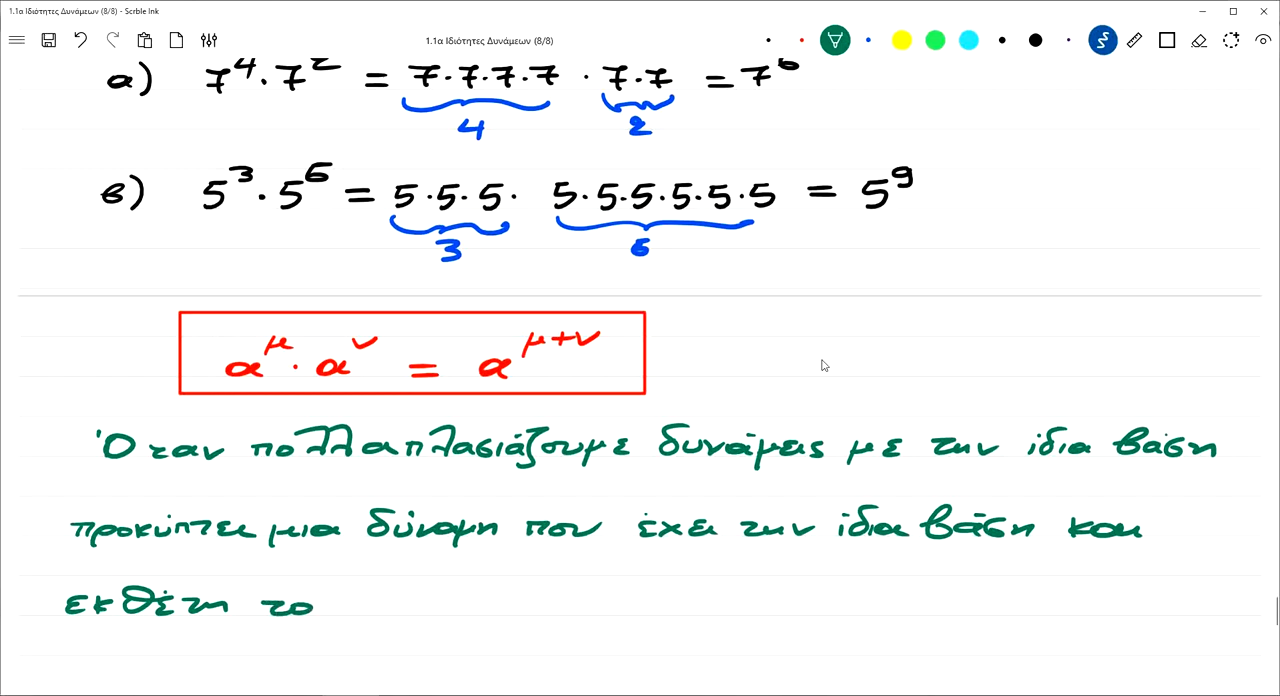 1.1α Ιδιότητες Δυνάμεων (8/8) - Scrble Ink
1.1α Ιδιότητες Δυνάμεων (8/8)
α) 7⁴·7² = 7·7·7·7 · 7·7 = 7⁶
4 2
β) 5³·5⁶ = 5·5·5· 5·5·5·5·5·5 = 5⁹
3 6
α^μ · α^ν = α^(μ+ν)
Όταν πολλαπλασιάζουμε δυνάμεις με την ίδια βάση
προκύπτει μια δύναμη που έχει την ίδια βάση και
εκθέτη το